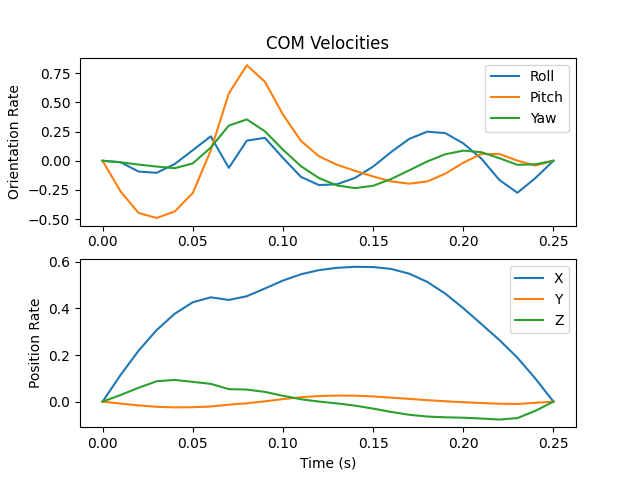 COM Velocities
Orientation Rate
0.75
0.50
0.25
0.00
−0.25
−0.50
Roll
Pitch
Yaw
0.00 0.05 0.10 0.15 0.20 0.25
Position Rate
0.6
0.4
0.2
0.0
X
Y
Z
0.00 0.05 0.10 0.15 0.20 0.25
Time (s)